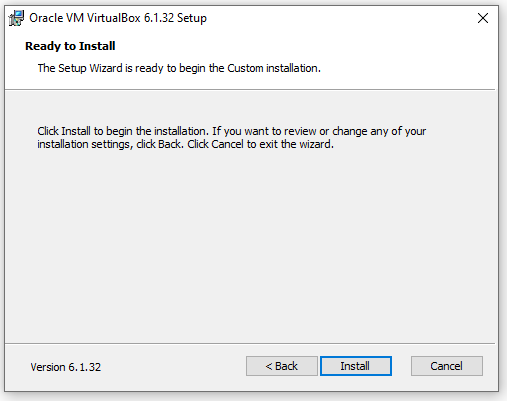 Oracle VM VirtualBox 6.1.32 Setup
Ready to Install
The Setup Wizard is ready to begin the Custom installation.
Click Install to begin the installation. If you want to review or change any of your
installation settings, click Back. Click Cancel to exit the wizard.
Version 6.1.32
< Back
Install
Cancel